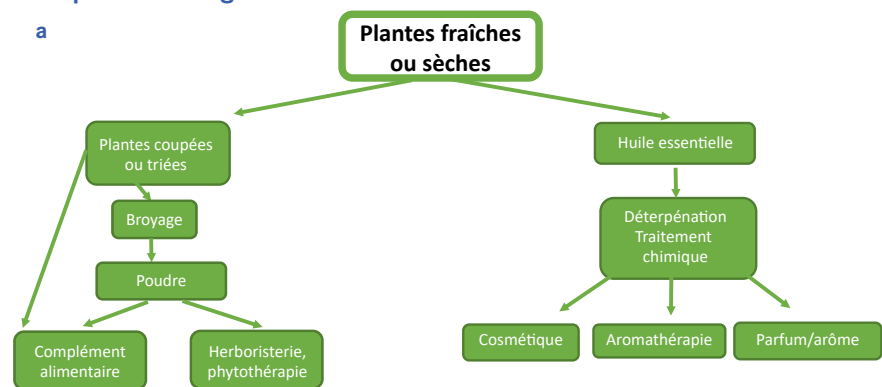 a
Plantes fraîches
ou sèches
Plantes coupées
ou triées
Huile essentielle
Broyage
Déterpénation
Traitement
chimique
Poudre
Complément
alimentaire
Herboristerie,
phytothérapie
Cosmétique
Aromathérapie
Parfum/arôme